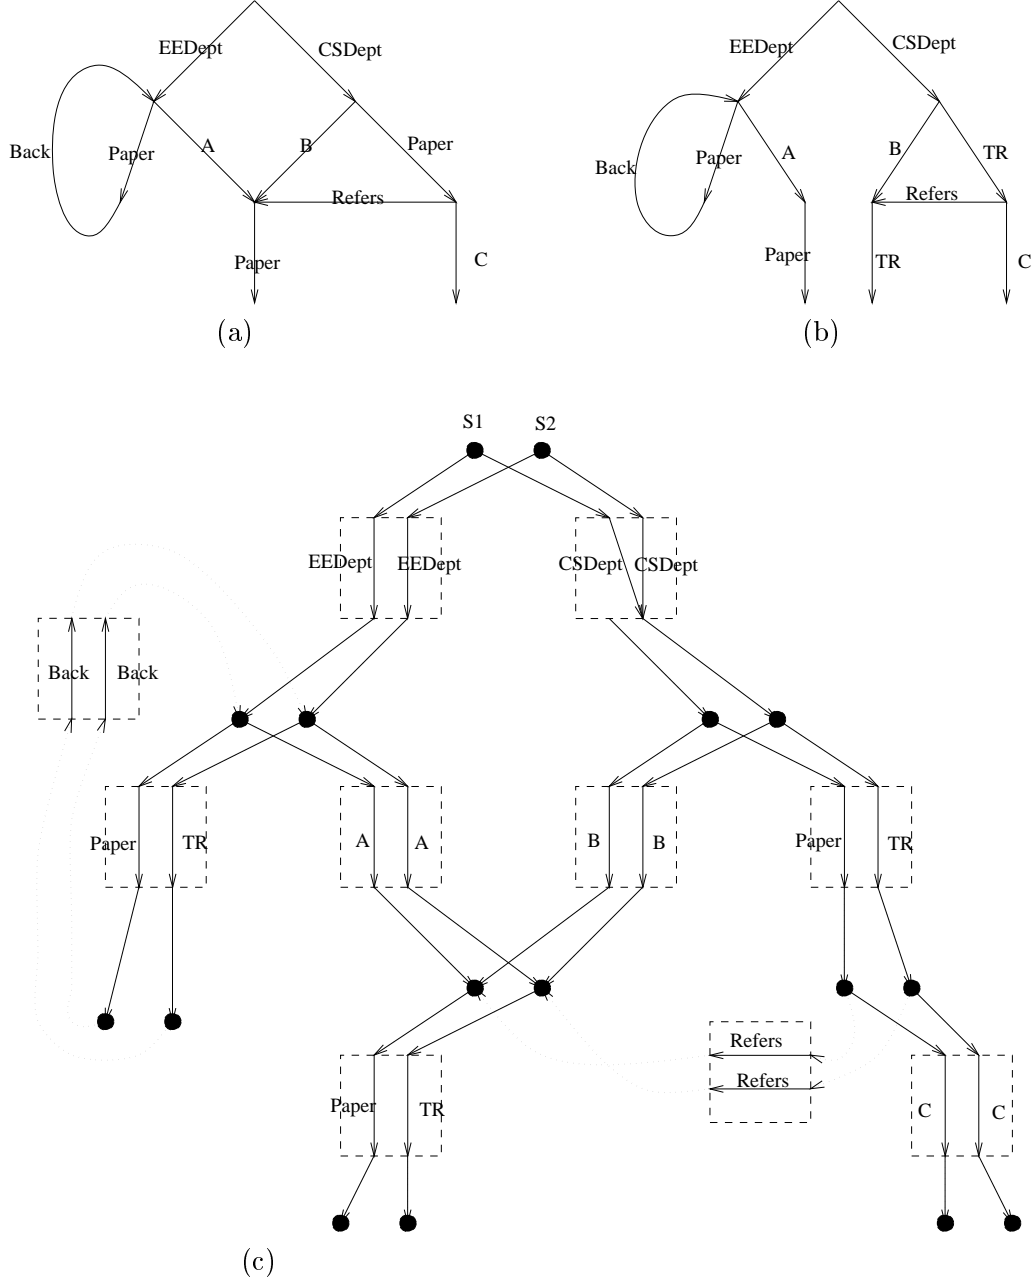 EEDept CSDept EEDept CSDept
Back Paper A B Paper Back Paper A B TR
Refers Refers
Paper C Paper TR C
(a) (b)
S1 S2
EEDept EEDept CSDept CSDept
Back Back
Paper TR A A B B Paper TR
Refers
Refers
Paper TR C C
(c)